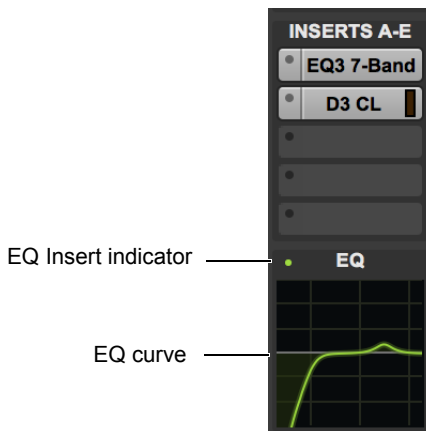 INSERTS A-E
EQ3 7-Band
D3 CL
EQ Insert indicator
EQ
EQ curve